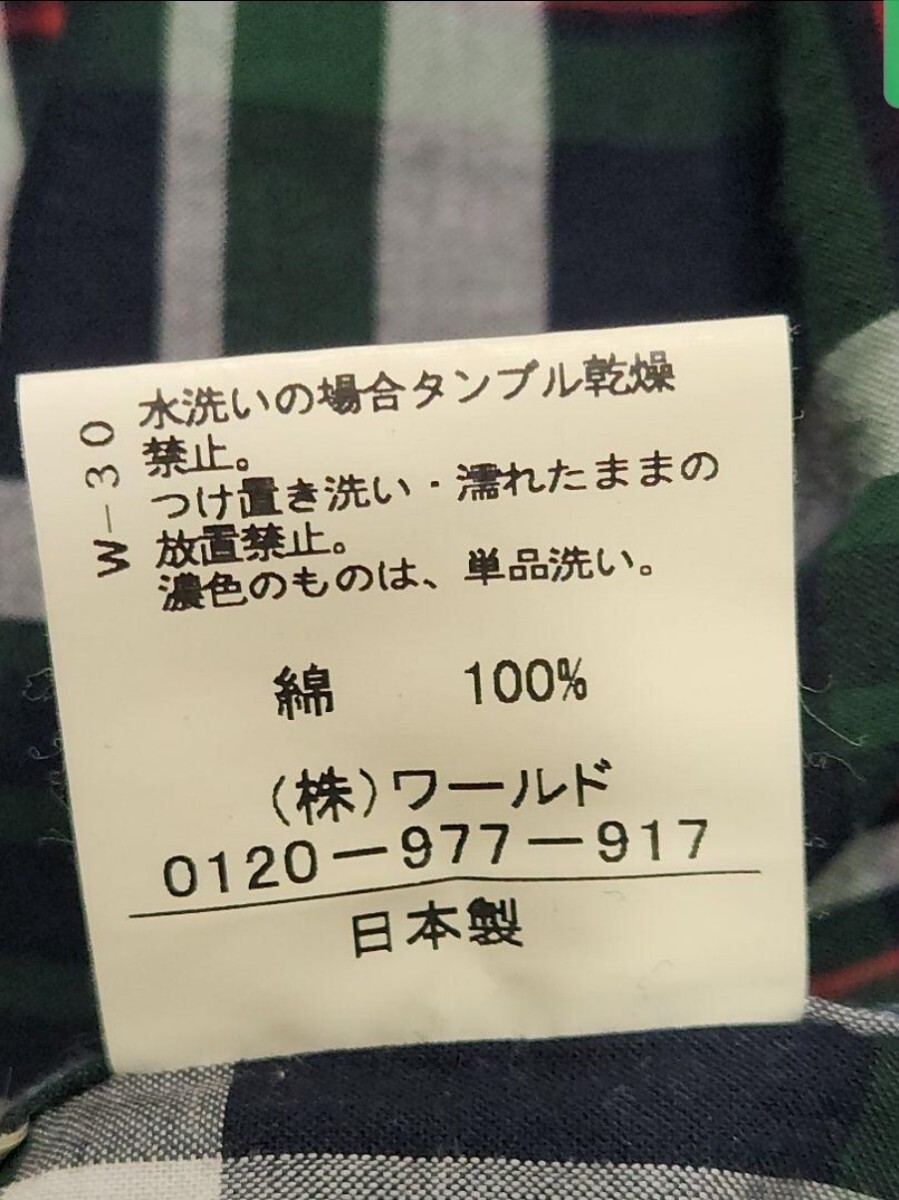 水洗いの場合タンブル乾燥
禁止。
つけ置き洗い・濡れたままの
放置禁止。
濃色のものは、単品洗い。
W-30
綿 100%
(株)ワールド
0120-977-917
日本製